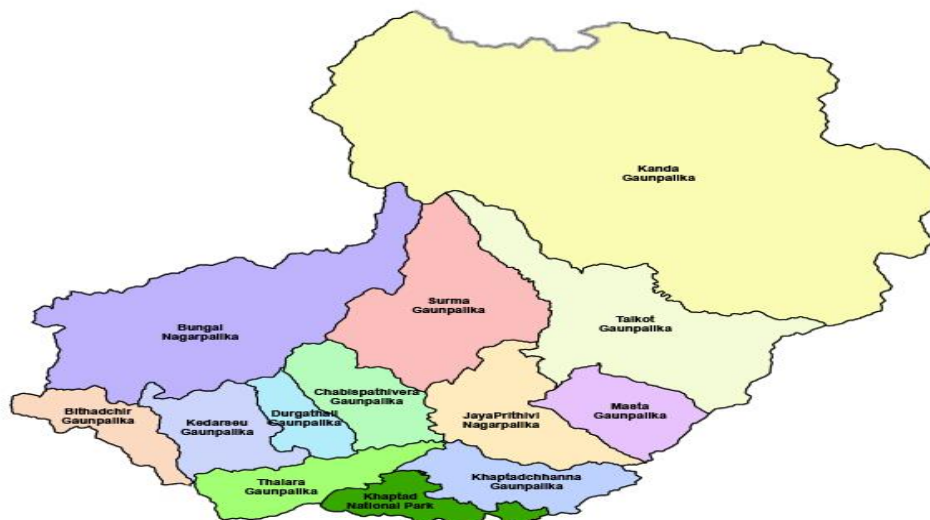 Kanda
Gaunpalika
Surma
Gaunpalika
Talkot
Gaunpalika
Bungal
Nagarpalika
Chabispathivera
Gaunpalika
Bithadchir
Gaunpalika
Kedarseu
Gaunpalika
Durgathali
Gaunpalika
JayaPrithivi
Nagarpalika
Masta
Gaunpalika
Thalara
Gaunpalika
Khaptadchhanna
Gaunpalika
Khaptad
National Park